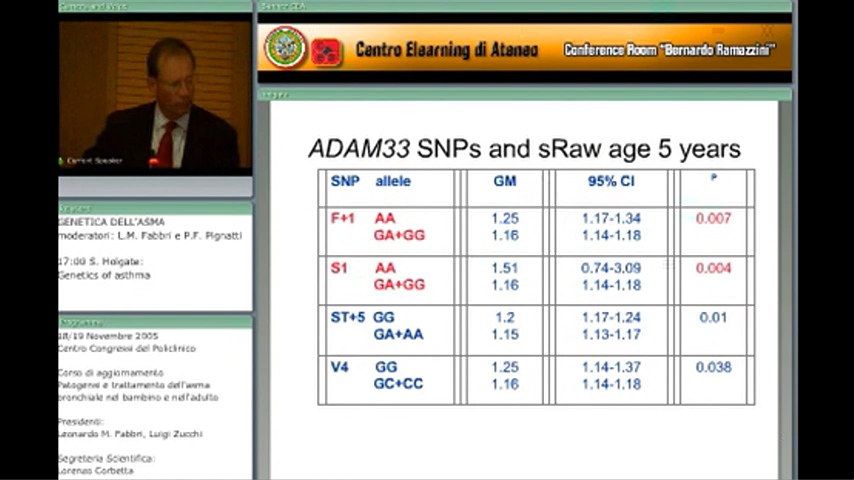 Centro Elearning di Ateneo
Conference Room "Bernardo Ramazzini"
Current Speaker
GENETICA DELL'ASMA
moderatori: L.M. Fabbri e P.F. Pignatti
17:00 S. Holgate:
Genetics of asthma
18/19 Novembre 2005
Centro Congressi del Policlinico
Corso di aggiornamento
Patogenesi e trattamento dell'asma
bronchiale nel bambino e nell'adulto
Presidenti:
Leonardo M. Fabbri, Luigi Zucchi
Segreteria Scientifica:
Lorenzo Corbetta
ADAM33 SNPs and sRaw age 5 years
SNP allele GM 95% CI P
F+1 AA 1.25 1.17-1.34 0.007
GA+GG 1.16 1.14-1.18
S1 AA 1.51 0.74-3.09 0.004
GA+GG 1.16 1.14-1.18
ST+5 GG 1.2 1.17-1.24 0.01
GA+AA 1.15 1.13-1.17
V4 GG 1.25 1.14-1.37 0.038
GC+CC 1.16 1.14-1.18